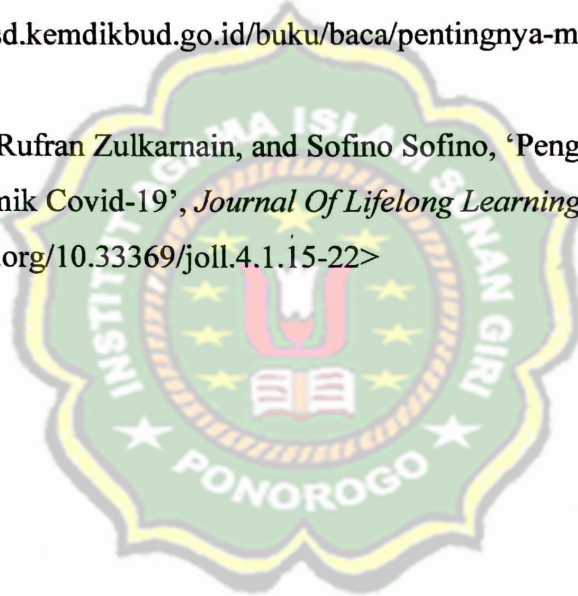 sd.kemdikbud.go.id/buku/baca/pentingnya-m
Rufran Zulkarnain, and Sofino Sofino, ‘Peng
nik Covid-19’, Journal Of Lifelong Learning
.org/10.33369/joll.4.1.15-22>
INSTITUT AGAMA ISLAM SUNAN GIRI
PONOROGO